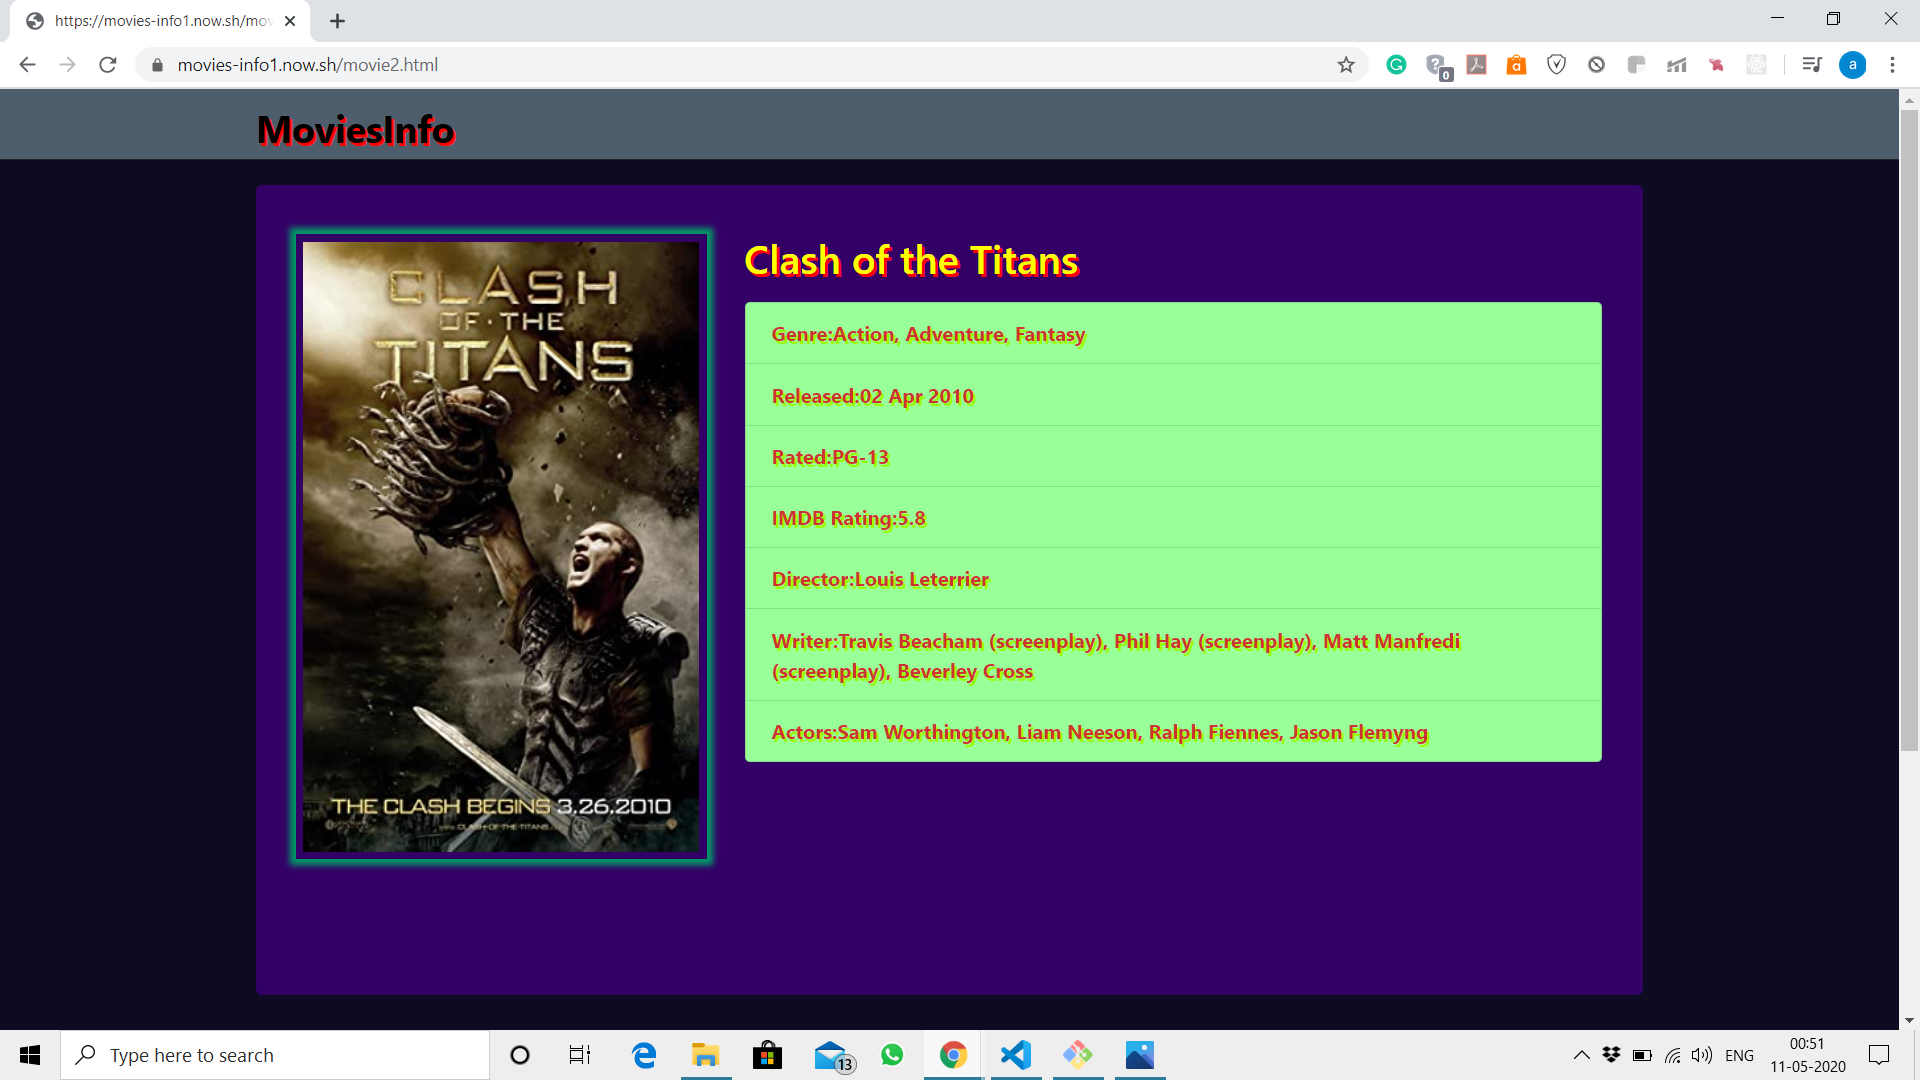 https://movies-info1.now.sh/mov
movies-info1.now.sh/movie2.html
0
a
a
MoviesInfo
CLASH
OF·THE
TITANS
THE CLASH BEGINS 3.26.2010
Clash of the Titans
Genre:Action, Adventure, Fantasy
Released:02 Apr 2010
Rated:PG-13
IMDB Rating:5.8
Director:Louis Leterrier
Writer:Travis Beacham (screenplay), Phil Hay (screenplay), Matt Manfredi
(screenplay), Beverley Cross
Actors:Sam Worthington, Liam Neeson, Ralph Fiennes, Jason Flemyng
Type here to search
13
ENG
00:51
11-05-2020